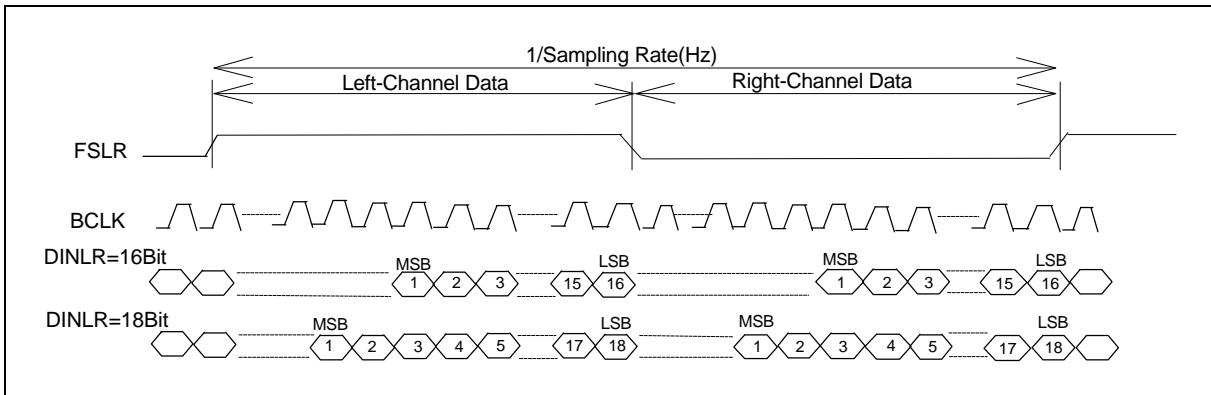 1/Sampling Rate(Hz)
Left-Channel Data Right-Channel Data
FSLR
BCLK
DINLR=16Bit
MSB LSB MSB LSB
1 2 3 15 16 1 2 3 15 16
DINLR=18Bit
MSB LSB MSB LSB
1 2 3 4 5 17 18 1 2 3 4 5 17 18